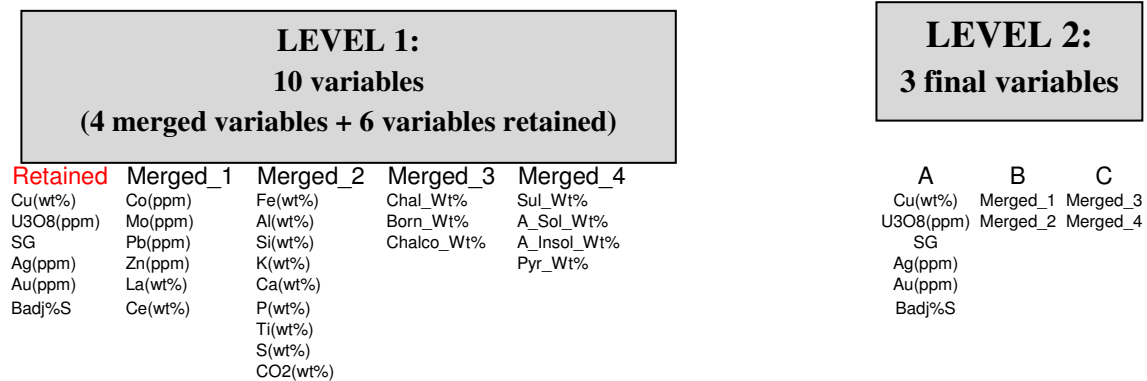 LEVEL 1:
10 variables
(4 merged variables + 6 variables retained)
LEVEL 2:
3 final variables
Retained Merged_1 Merged_2 Merged_3 Merged_4 A B C
Cu(wt%) Co(ppm) Fe(wt%) Chal_Wt% Sul_Wt% Cu(wt%) Merged_1 Merged_3
U3O8(ppm) Mo(ppm) Al(wt%) Born_Wt% A_Sol_Wt% U3O8(ppm) Merged_2 Merged_4
SG Pb(ppm) Si(wt%) Chalco_Wt% A_Insol_Wt% SG
Ag(ppm) Zn(ppm) K(wt%) Pyr_Wt% Ag(ppm)
Au(ppm) La(wt%) Ca(wt%) Au(ppm)
Badj%S Ce(wt%) P(wt%) Badj%S
Ti(wt%)
S(wt%)
CO2(wt%)